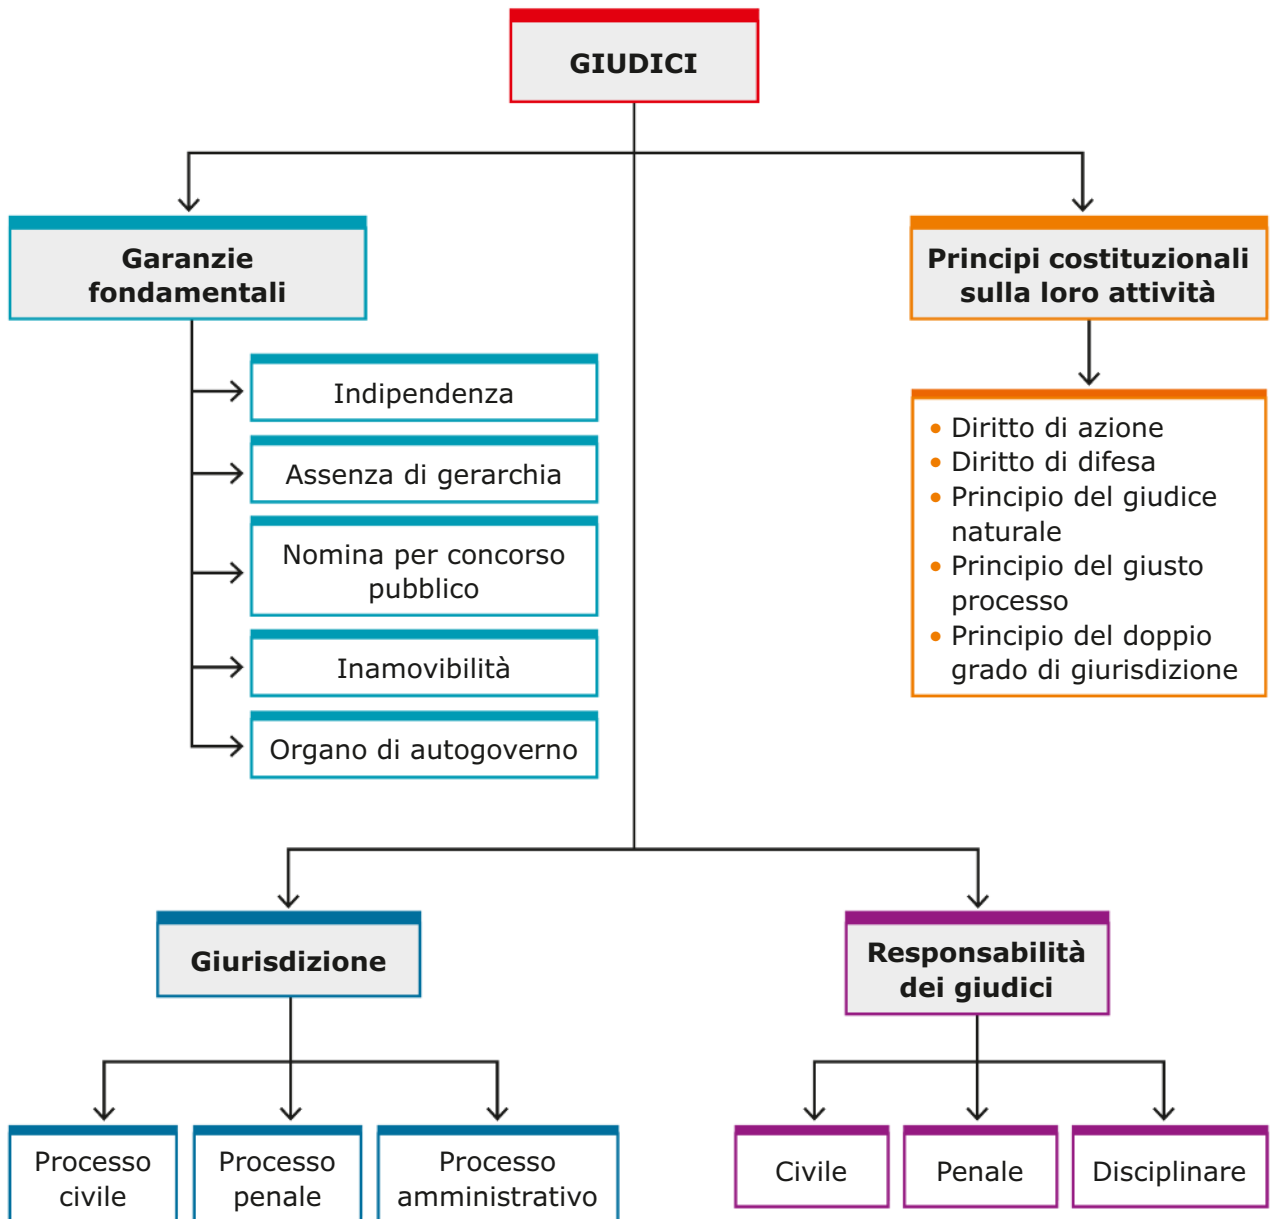 GIUDICI
Garanzie
fondamentali
Indipendenza
Assenza di gerarchia
Nomina per concorso
pubblico
Inamovibilità
Organo di autogoverno
Principi costituzionali
sulla loro attività
• Diritto di azione
• Diritto di difesa
• Principio del giudice
naturale
• Principio del giusto
processo
• Principio del doppio
grado di giurisdizione
Giurisdizione
Processo
civile
Processo
penale
Processo
amministrativo
Responsabilità
dei giudici
Civile
Penale
Disciplinare